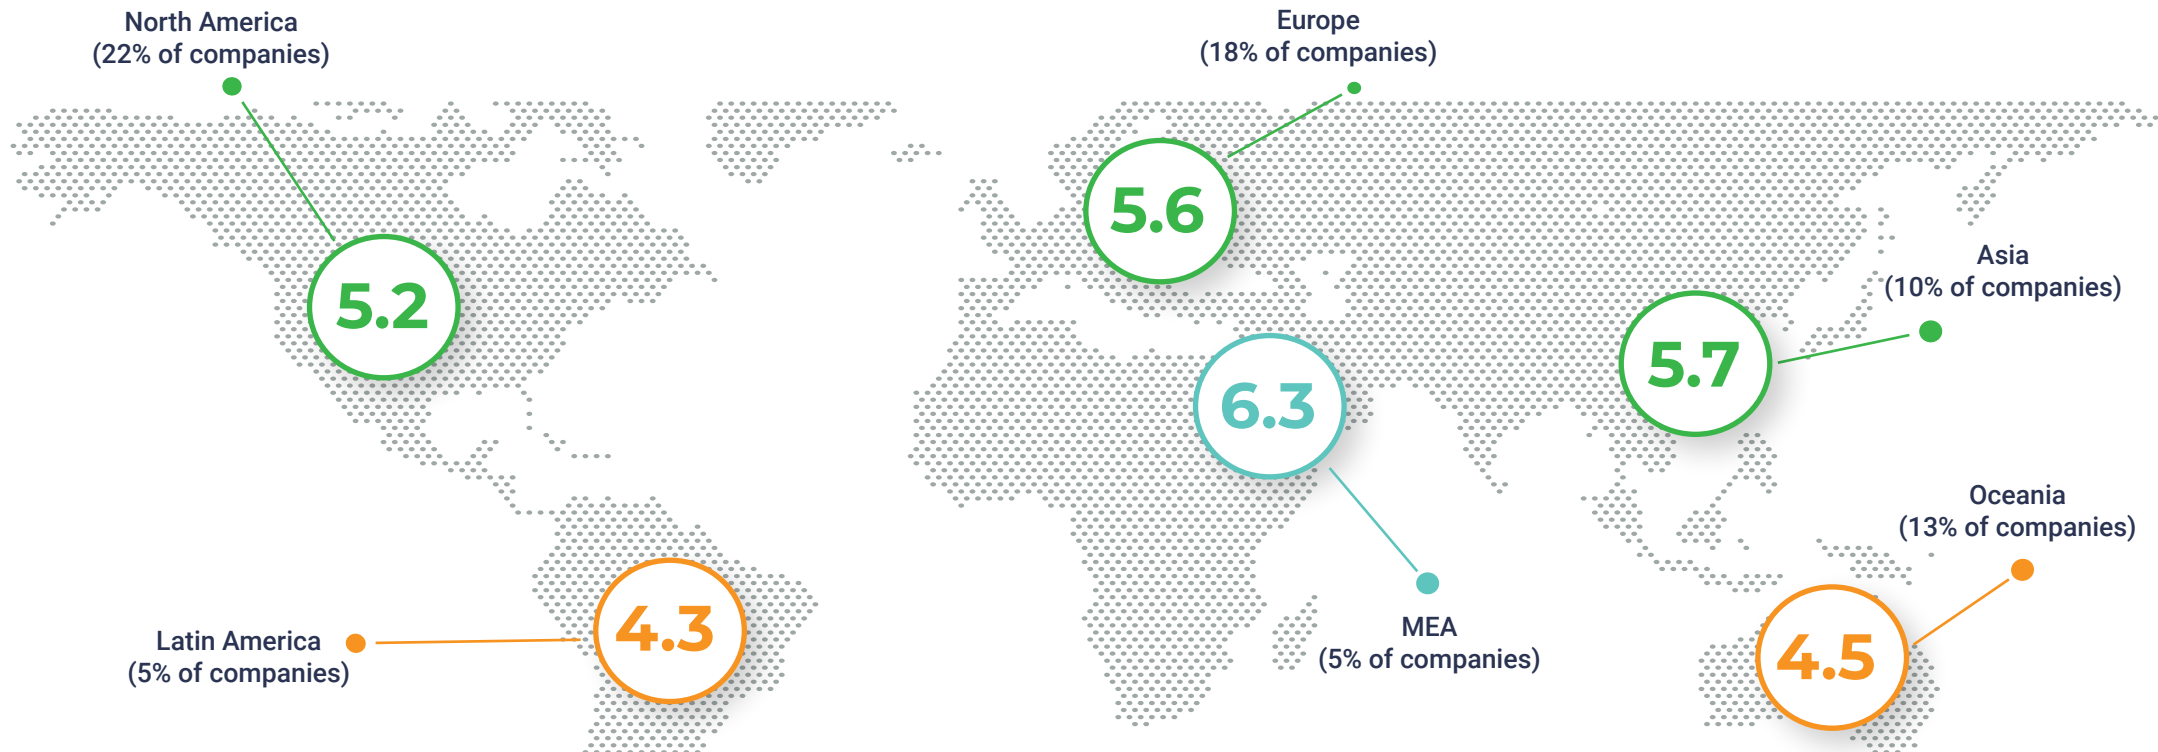 North America
(22% of companies)
5.2
Europe
(18% of companies)
5.6
Asia
(10% of companies)
5.7
6.3
MEA
(5% of companies)
Oceania
(13% of companies)
4.5
Latin America
(5% of companies)
4.3